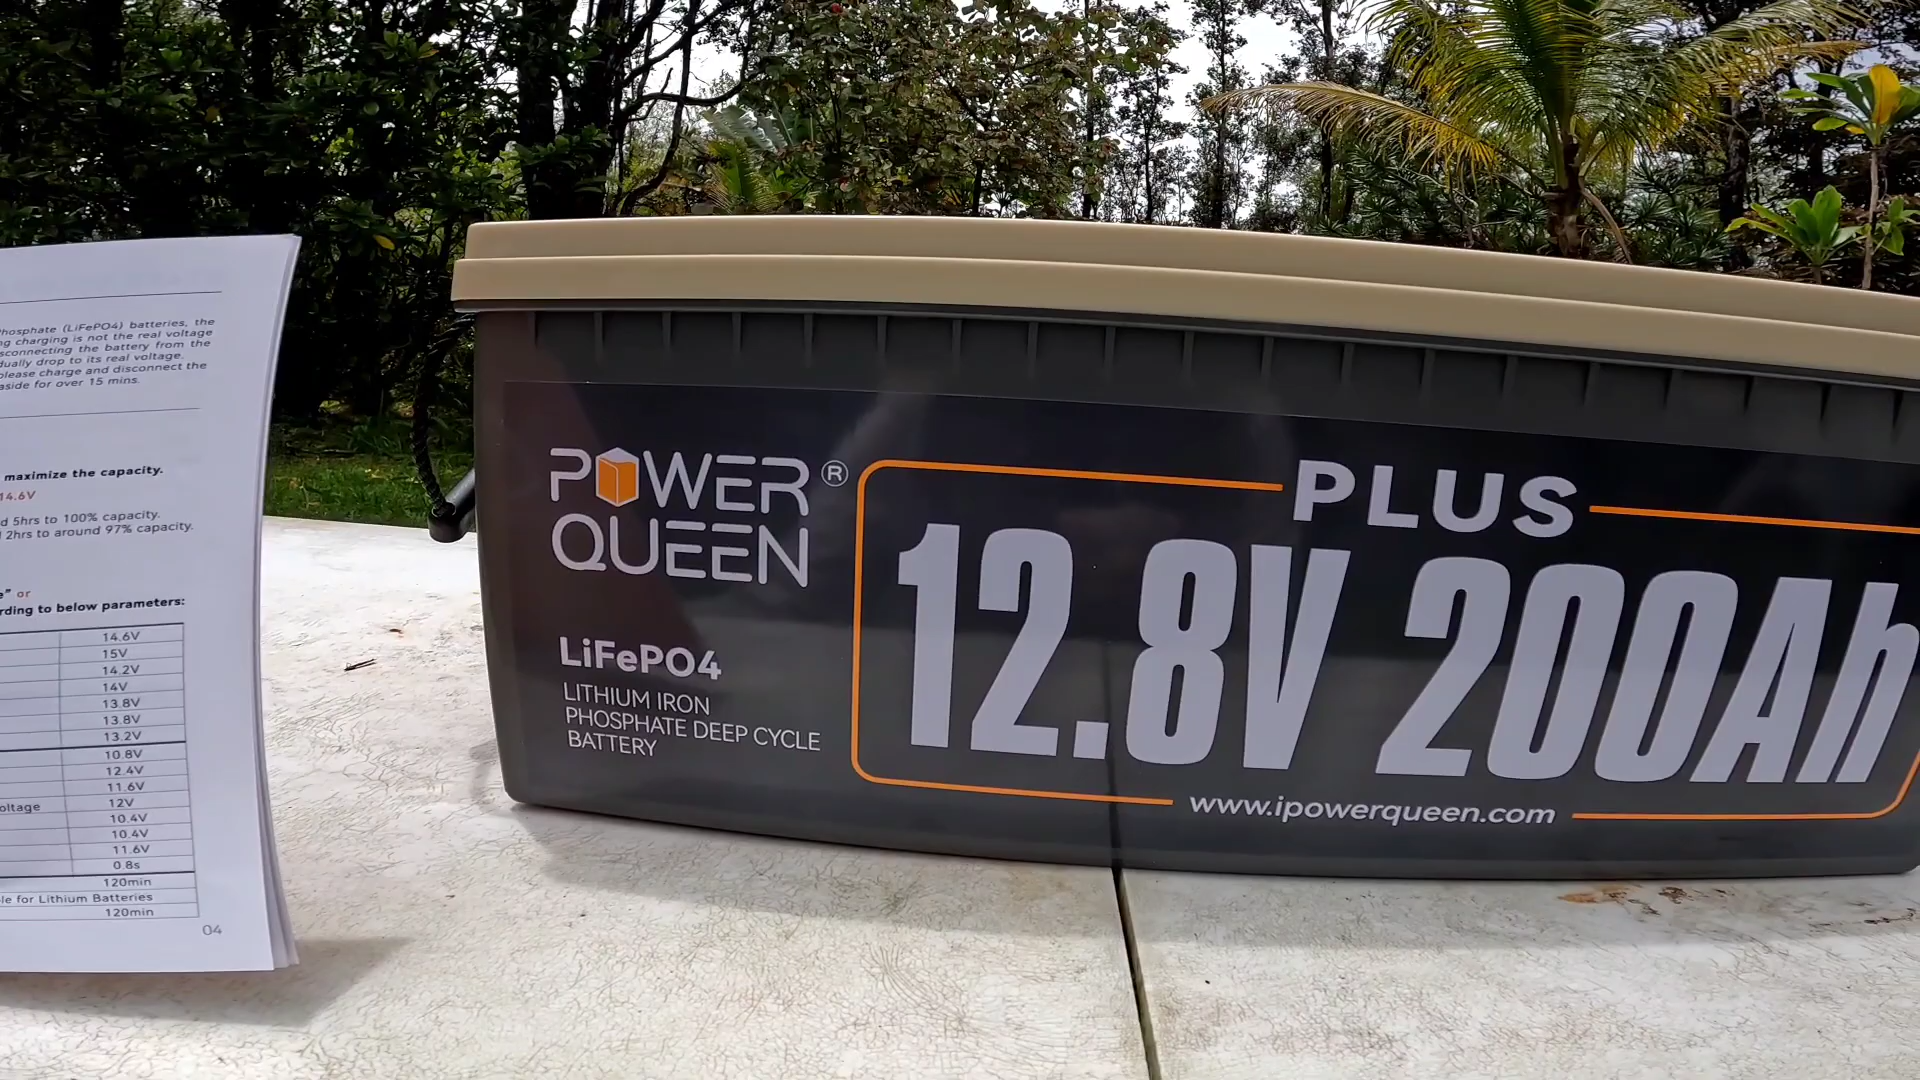 Phosphate (LiFePO4) batteries, the
ng charging is not the real voltage
sconnecting the battery from the
dually drop to its real voltage.
please charge and disconnect the
aside for over 15 mins.
maximize the capacity.
14.6V
d 5hrs to 100% capacity.
2hrs to around 97% capacity.
e" or
rding to below parameters:
14.6V
15V
14.2V
14V
13.8V
13.8V
13.2V
10.8V
12.4V
11.6V
oltage 12V
10.4V
10.4V
11.6V
0.8s
120min
le for Lithium Batteries
120min
04
POWER®
QUEEN
LiFePO4
LITHIUM IRON
PHOSPHATE DEEP CYCLE
BATTERY
PLUS
12.8V 200Ah
www.ipowerqueen.com